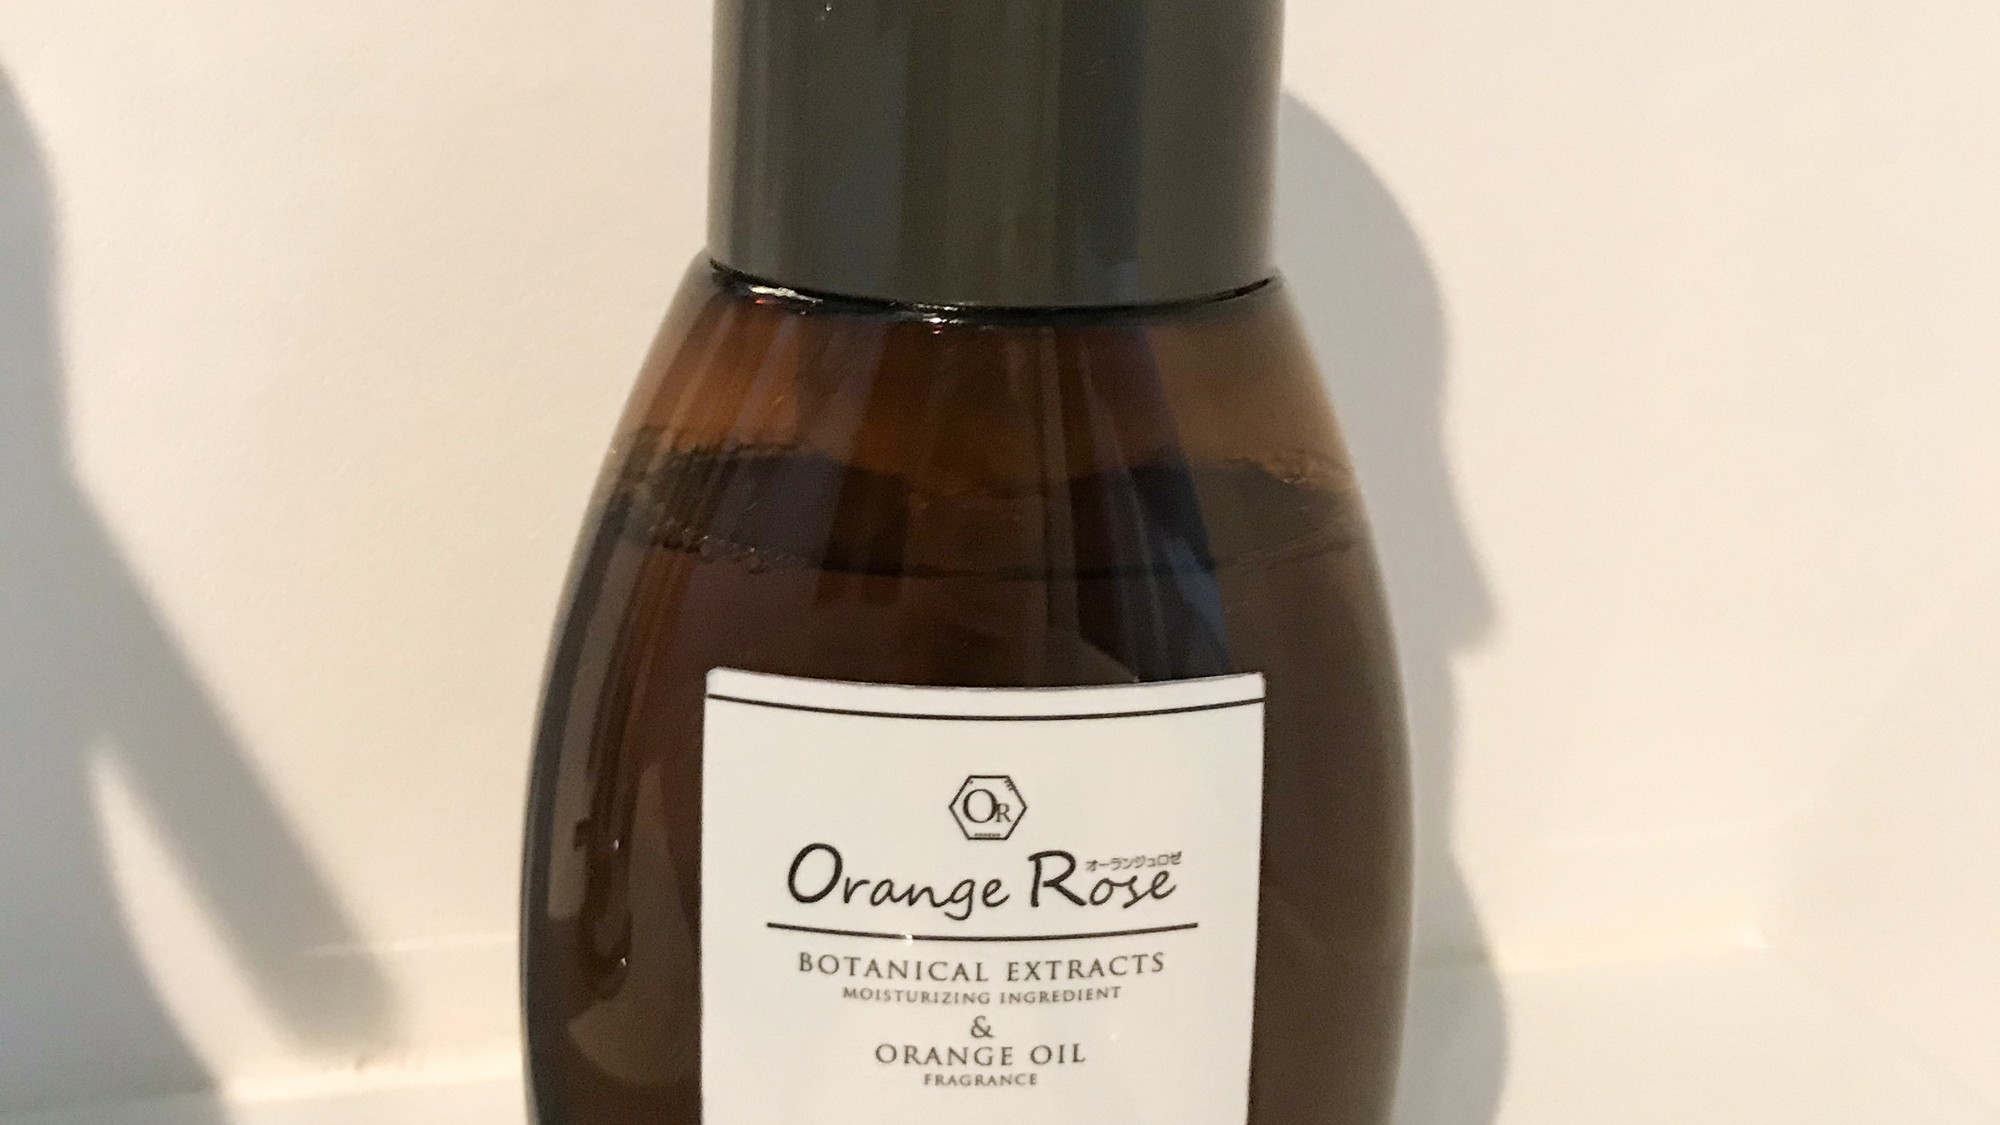 OR
オーランジュロゼ
Orange Rose
BOTANICAL EXTRACTS
MOISTURIZING INGREDIENT
&
ORANGE OIL
FRAGRANCE